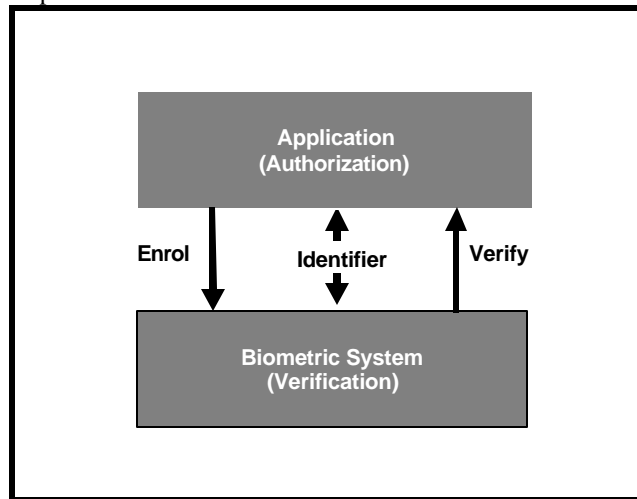 Application
(Authorization)
Enrol
Identifier
Verify
Biometric System
(Verification)